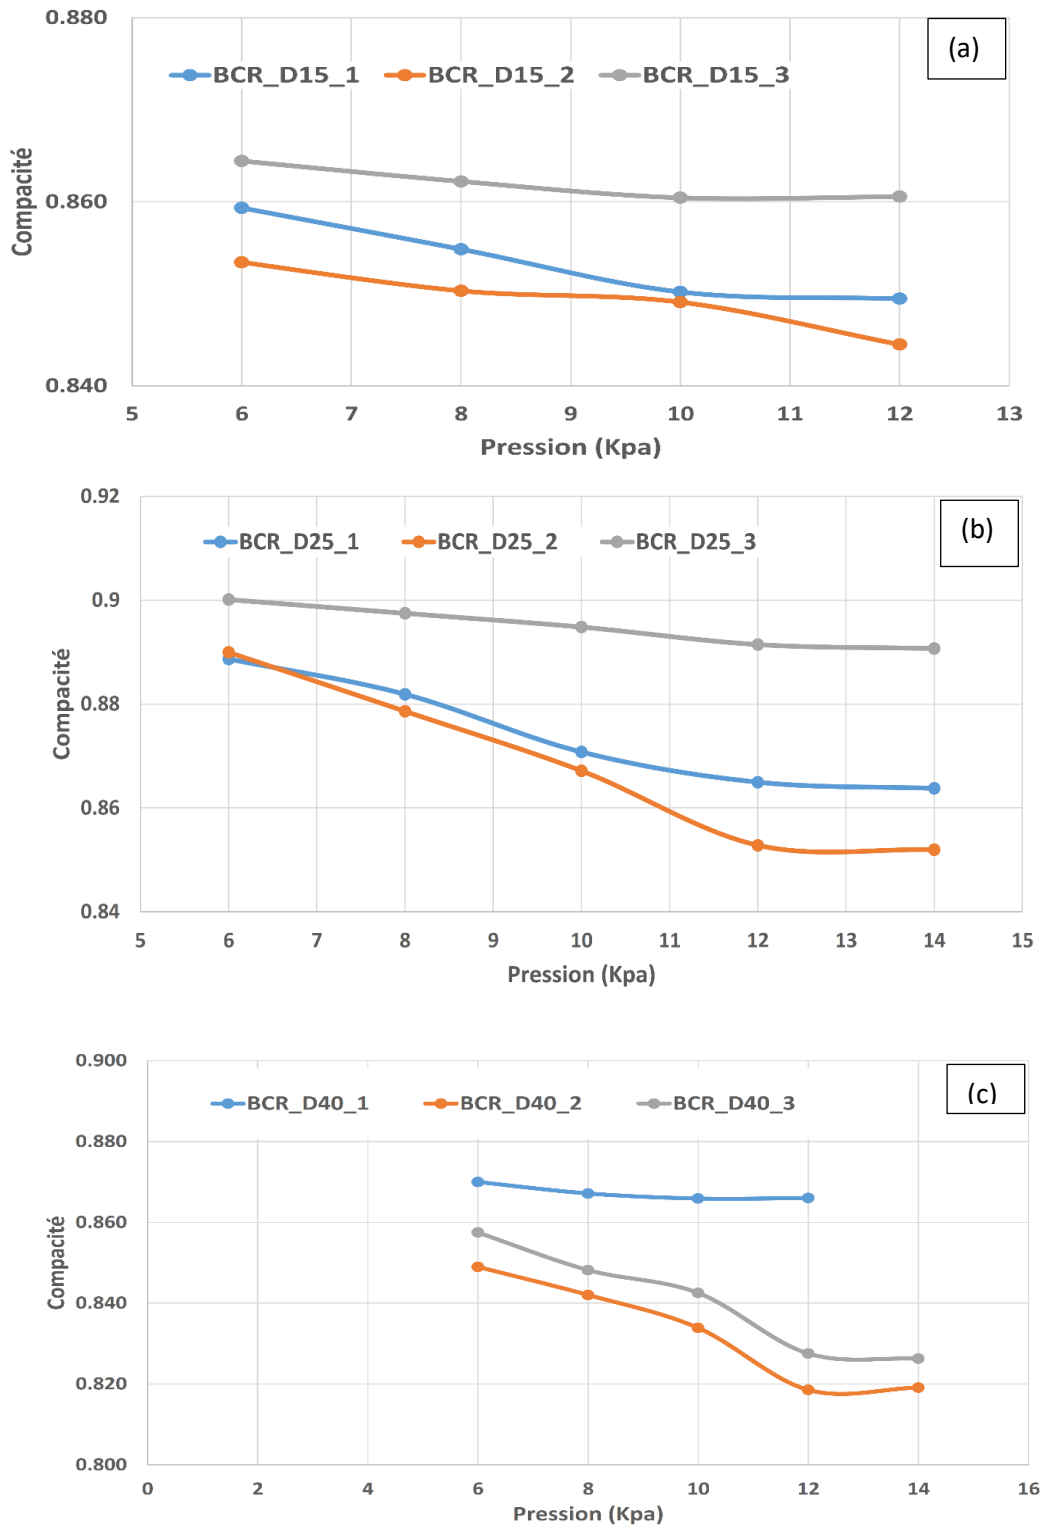 0.880
(a)
BCR_D15_1 BCR_D15_2 BCR_D15_3
Compacité
0.860
0.840
5 6 7 8 9 10 11 12 13
Pression (Kpa)
0.92
(b)
BCR_D25_1 BCR_D25_2 BCR_D25_3
0.9
Compacité
0.88
0.86
0.84
5 6 7 8 9 10 11 12 13 14 15
Pression (Kpa)
0.900
(c)
BCR_D40_1 BCR_D40_2 BCR_D40_3
0.880
0.860
Compacité
0.840
0.820
0.800
0 2 4 6 8 10 12 14 16
Pression (Kpa)